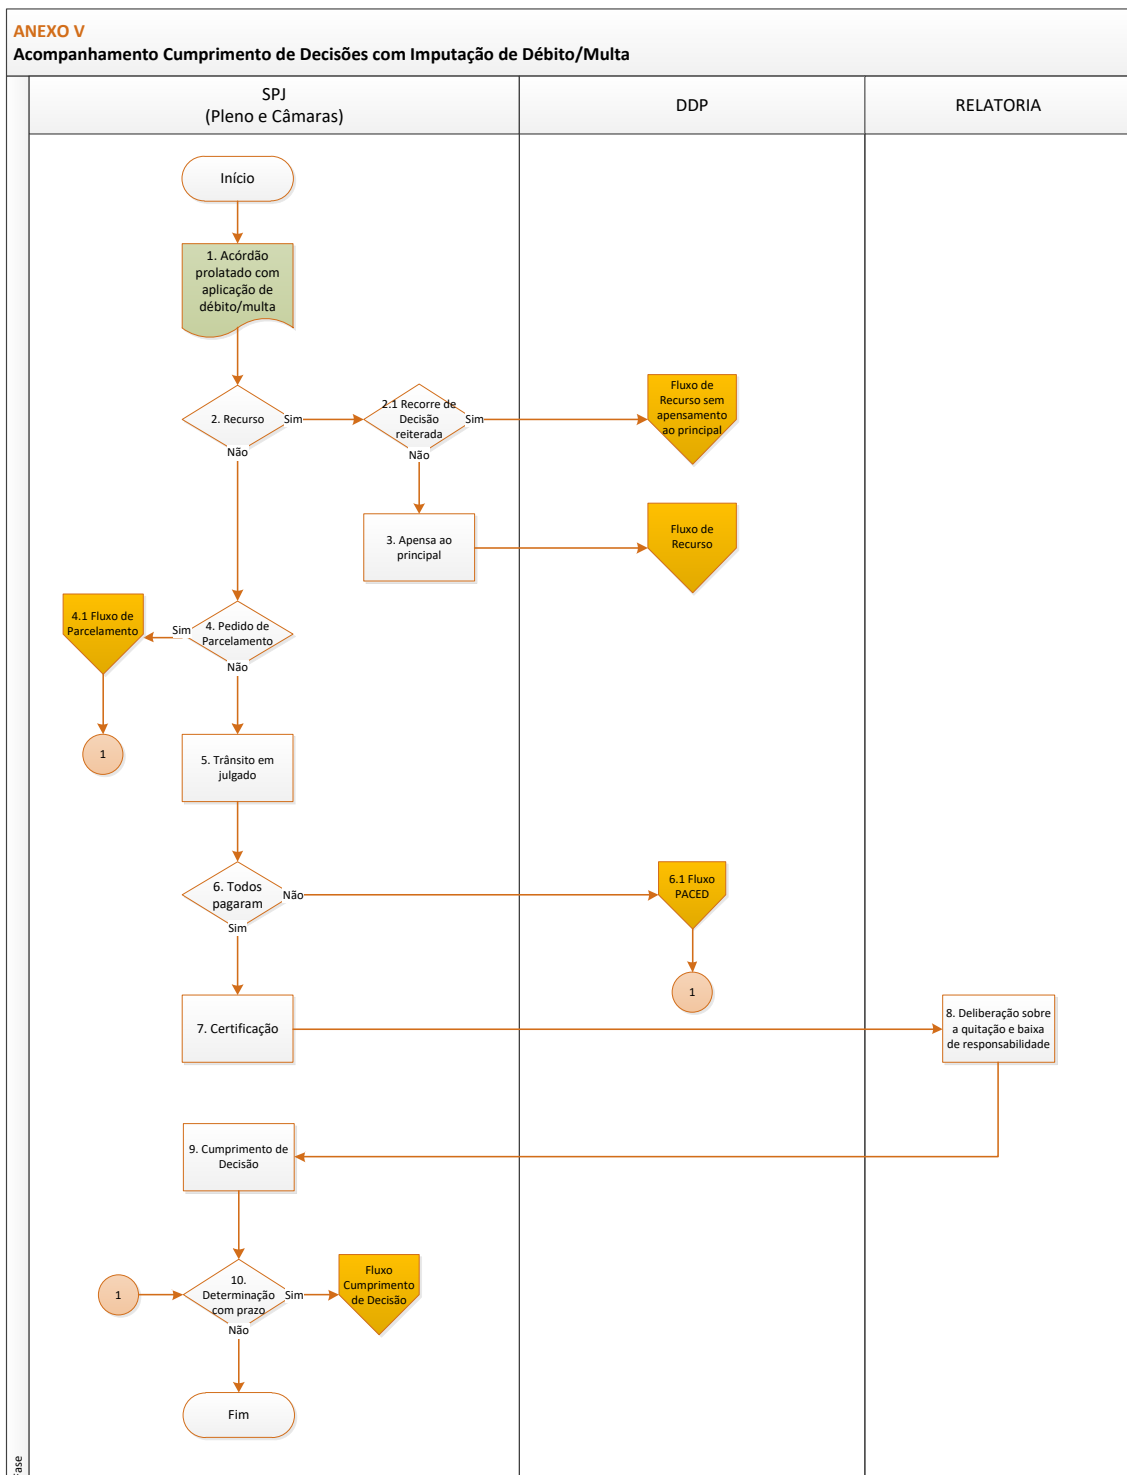 ANEXO V
Acompanhamento Cumprimento de Decisões com Imputação de Débito/Multa
SPJ
(Pleno e Câmaras)
DDP
RELATORIA
Início
1. Acórdão
prolatado com
aplicação de
débito/multa
2. Recurso
Sim
Não
2.1 Recorre de
Decisão
reiterada
Sim
Não
Fluxo de
Recurso sem
apensamento
ao principal
3. Apensa ao
principal
Fluxo de
Recurso
4.1 Fluxo de
Parcelamento
Sim
4. Pedido de
Parcelamento
Não
1
5. Trânsito em
julgado
6. Todos
pagaram
Não
Sim
6.1 Fluxo
PACED
1
7. Certificação
8. Deliberação sobre
a quitação e baixa
de responsabilidade
9. Cumprimento de
Decisão
1
10.
Determinação
com prazo
Sim
Não
Fluxo
Cumprimento
de Decisão
Fim